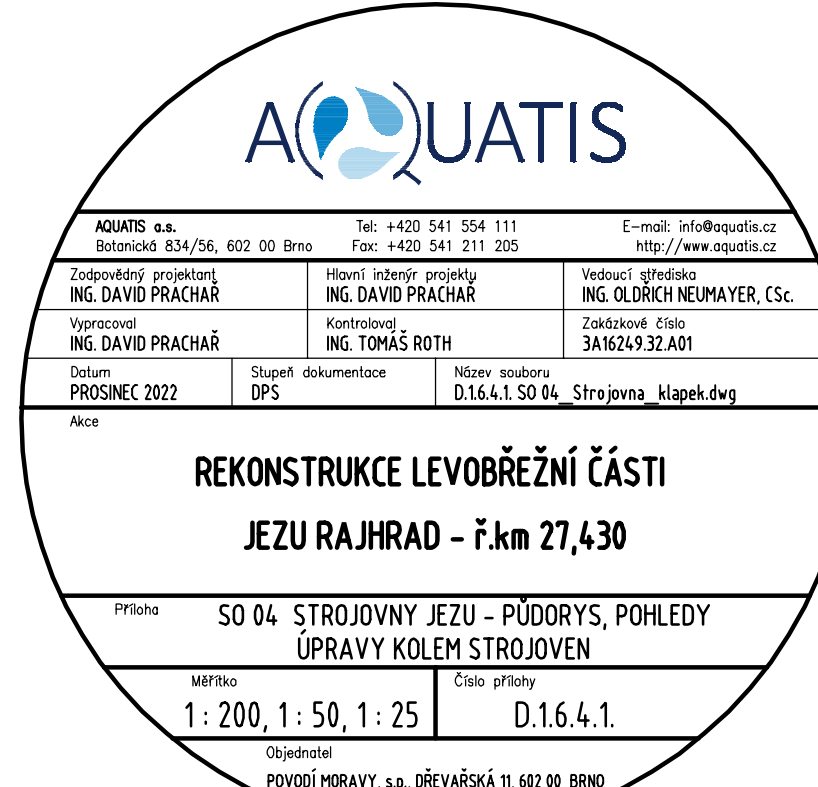 AQUATIS
AQUATIS a.s. Tel: +420 541 554 111 E-mail: info@aquatis.cz
Botanická 834/56, 602 00 Brno Fax: +420 541 211 205 http://www.aquatis.cz
Zodpovědný projektant Hlavní inženýr projektu Vedoucí střediska
ING. DAVID PRACHAŘ ING. DAVID PRACHAŘ ING. OLDŘICH NEUMAYER, CSc.
Vypracoval Kontroloval Zakázkové číslo
ING. DAVID PRACHAŘ ING. TOMÁŠ ROTH 3A16249.32.A01
Datum Stupeň dokumentace Název souboru
PROSINEC 2022 DPS D.1.6.4.1. SO 04_Strojovna_klapek.dwg
Akce
REKONSTRUKCE LEVOBŘEŽNÍ ČÁSTI
JEZU RAJHRAD - ř.km 27,430
Příloha SO 04 STROJOVNY JEZU - PŮDORYS, POHLEDY
ÚPRAVY KOLEM STROJOVEN
Měřítko Číslo přílohy
1 : 200, 1 : 50, 1 : 25 D.1.6.4.1.
Objednatel
POVODÍ MORAVY, s.p., DŘEVAŘSKÁ 11, 602 00 BRNO